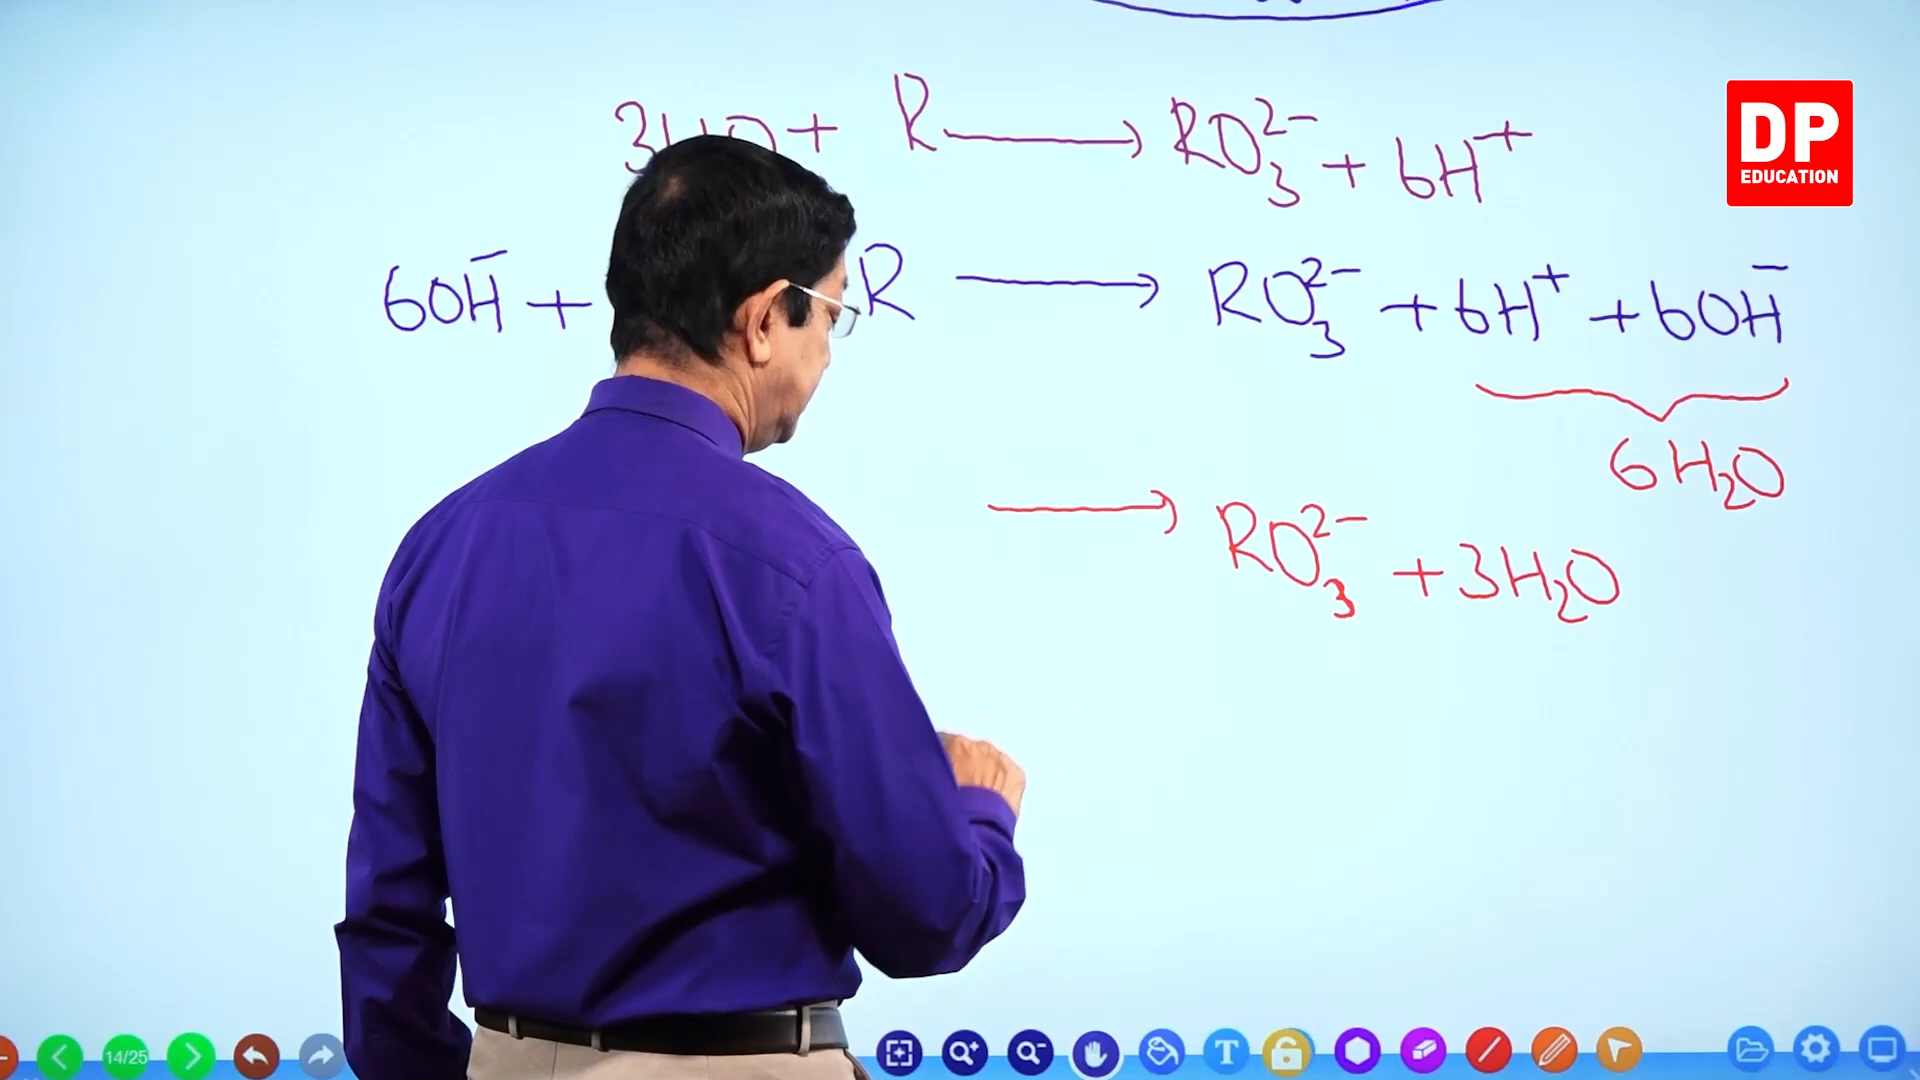 3H2O + R ⟶ RO₃²⁻ + 6H⁺
DP
EDUCATION
6OH⁻ + R ⟶ RO₃²⁻ + 6H⁺ + 6OH⁻
6H₂O
⟶ RO₃²⁻ + 3H₂O
14/25
T